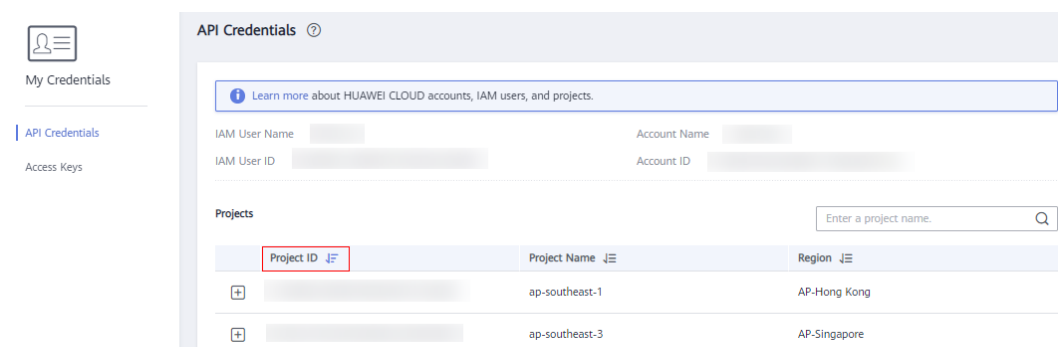 API Credentials ?
My Credentials
API Credentials
Access Keys
i Learn more about HUAWEI CLOUD accounts, IAM users, and projects.
IAM User Name Account Name
IAM User ID Account ID
Projects Enter a project name.
Project ID Project Name Region
ap-southeast-1 AP-Hong Kong
ap-southeast-3 AP-Singapore